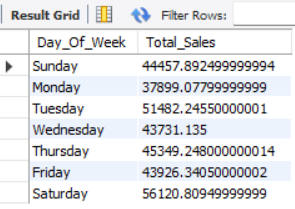 Result Grid Filter Rows:
Day_Of_Week Total_Sales
Sunday 44457.892499999994
Monday 37899.07799999999
Tuesday 51482.24550000001
Wednesday 43731.135
Thursday 45349.248000000014
Friday 43926.34050000002
Saturday 56120.80949999999